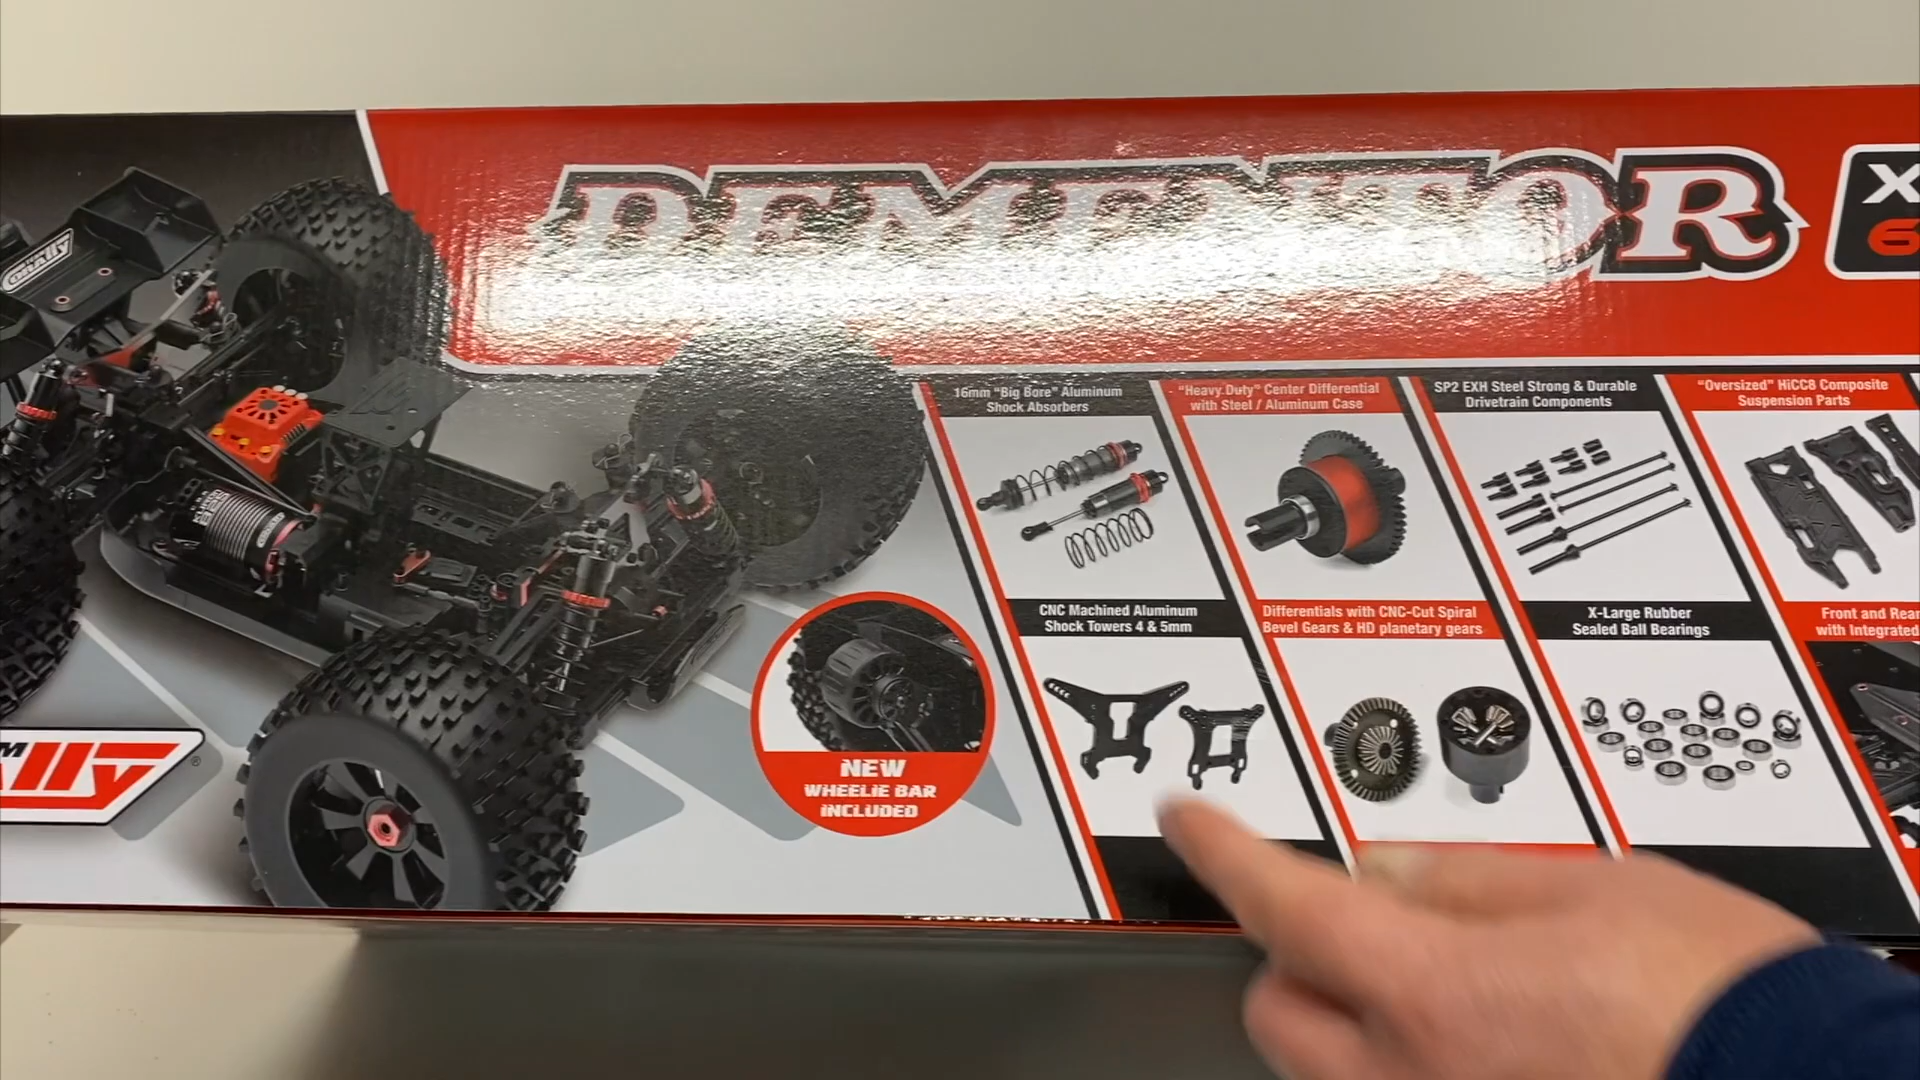 DEMENTOR
X
6
16mm "Big Bore" Aluminum
Shock Absorbers
"Heavy Duty" Center Differential
with Steel / Aluminum Case
SP2 EXH Steel Strong & Durable
Drivetrain Components
"Oversized" HiCC8 Composite
Suspension Parts
CNC Machined Aluminum
Shock Towers 4 & 5mm
Differentials with CNC-Cut Spiral
Bevel Gears & HD planetary gears
X-Large Rubber
Sealed Ball Bearings
Front and Rear
with Integrated
NEW
WHEELIE BAR
INCLUDED
M
ally®